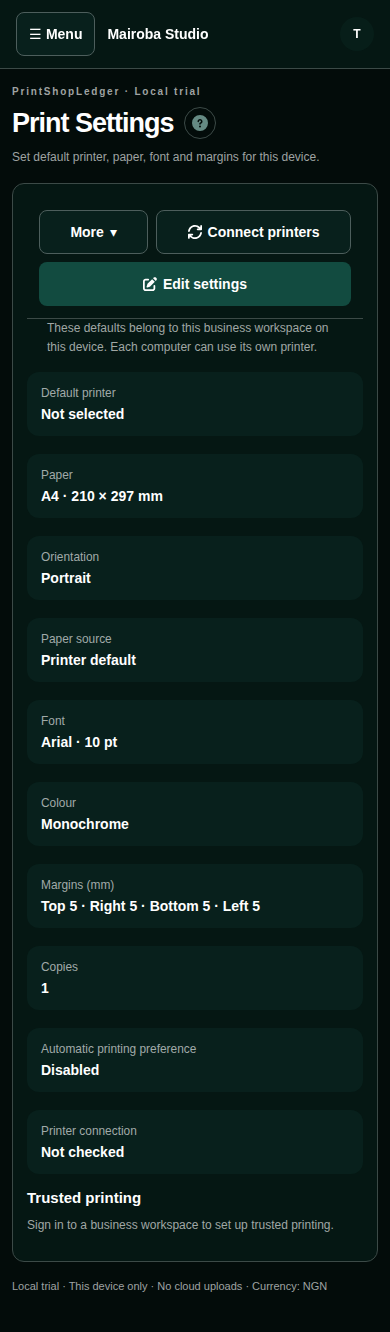 ☰ Menu Mairoba Studio T
PrintShopLedger · Local trial
Print Settings ?
Set default printer, paper, font and margins for this device.
More ▾ Connect printers
Edit settings
These defaults belong to this business workspace on
this device. Each computer can use its own printer.
Default printer
Not selected
Paper
A4 · 210 × 297 mm
Orientation
Portrait
Paper source
Printer default
Font
Arial · 10 pt
Colour
Monochrome
Margins (mm)
Top 5 · Right 5 · Bottom 5 · Left 5
Copies
1
Automatic printing preference
Disabled
Printer connection
Not checked
Trusted printing
Sign in to a business workspace to set up trusted printing.
Local trial · This device only · No cloud uploads · Currency: NGN